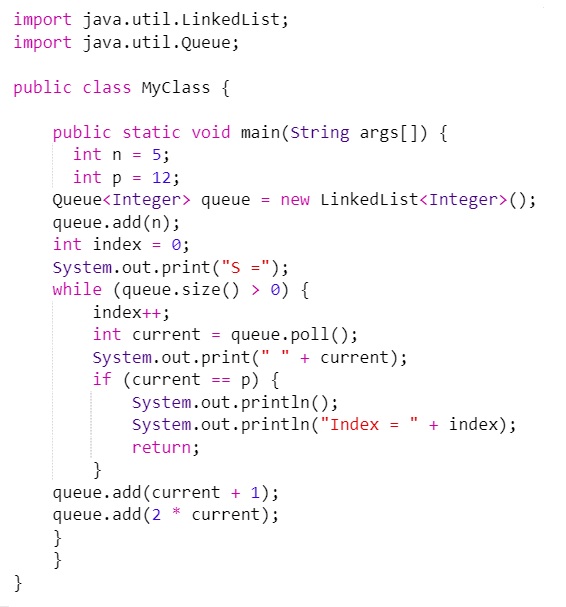 import java.util.LinkedList;
import java.util.Queue;
public class MyClass {
public static void main(String args[]) {
int n = 5;
int p = 12;
Queue<Integer> queue = new LinkedList<Integer>();
queue.add(n);
int index = 0;
System.out.print("S =");
while (queue.size() > 0) {
index++;
int current = queue.poll();
System.out.print(" " + current);
if (current == p) {
System.out.println();
System.out.println("Index = " + index);
return;
}
queue.add(current + 1);
queue.add(2 * current);
}
}
}